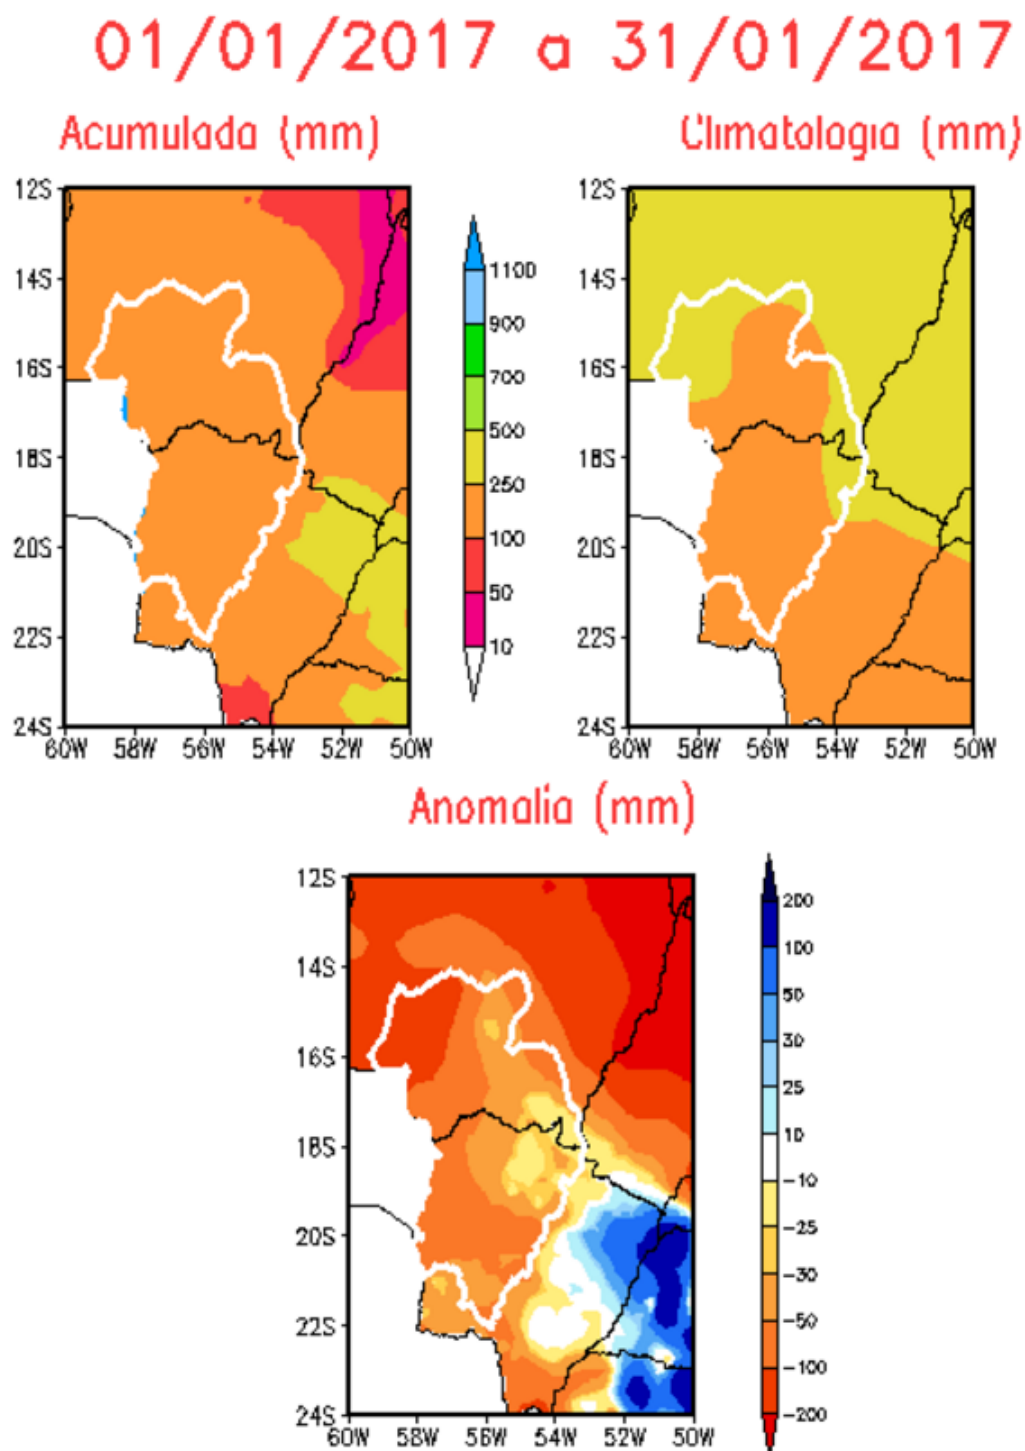 01/01/2017 a 31/01/2017
Acumulada (mm)
Climatologia (mm)
12S
14S
16S
18S
20S
22S
24S
60W 58W 56W 54W 52W 50W
1100
900
700
500
250
100
50
10
12S
14S
16S
18S
20S
22S
24S
60W 58W 56W 54W 52W 50W
Anomalia (mm)
12S
14S
16S
18S
20S
22S
24S
60W 58W 56W 54W 52W 50W
200
100
50
30
25
10
-10
-25
-30
-50
-100
-200